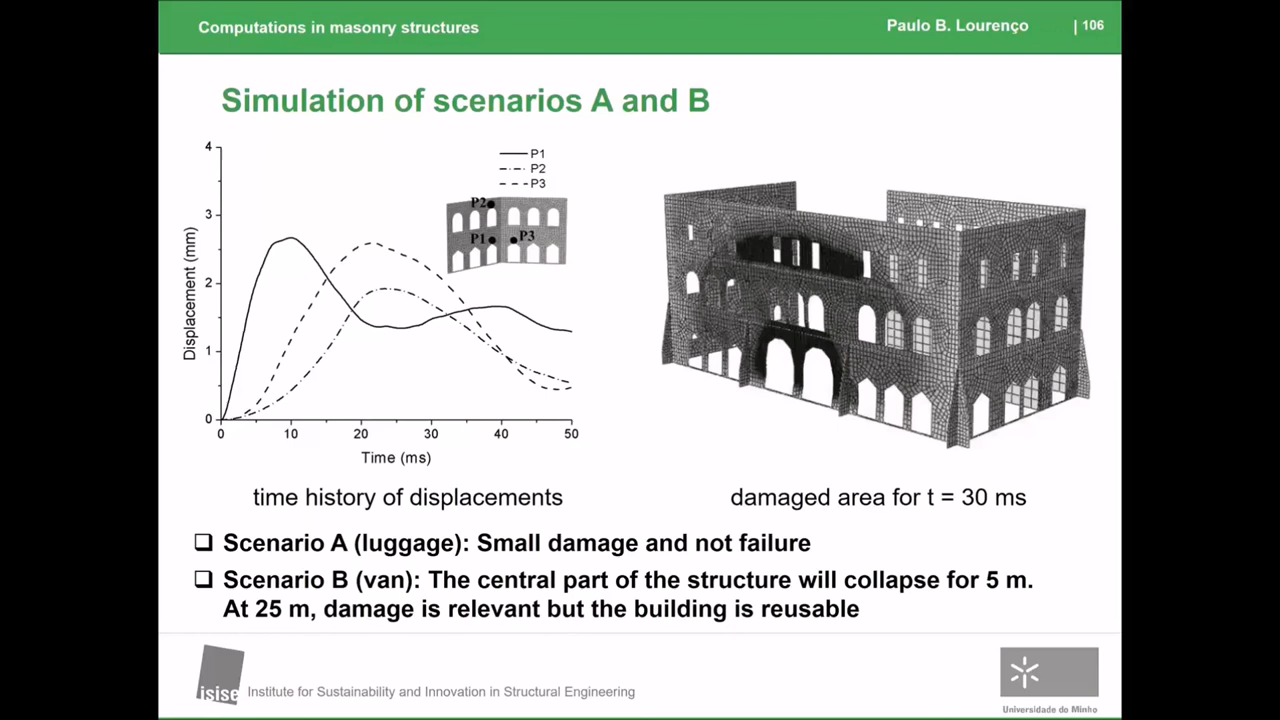 Computations in masonry structures
Paulo B. Lourenço
| 106
Simulation of scenarios A and B
4
3
2
1
0
Displacement (mm)
P1
P2
P3
P2
P1
P3
0 10 20 30 40 50
Time (ms)
time history of displacements
damaged area for t = 30 ms
❑ Scenario A (luggage): Small damage and not failure
❑ Scenario B (van): The central part of the structure will collapse for 5 m.
At 25 m, damage is relevant but the building is reusable
isise
Institute for Sustainability and Innovation in Structural Engineering
Universidade do Minho